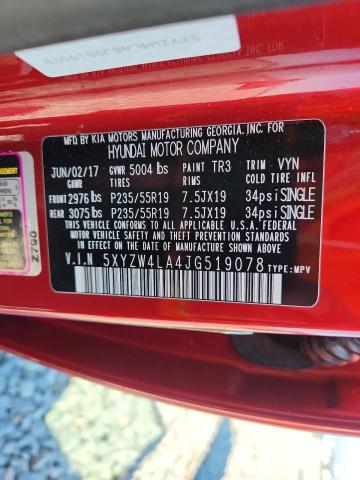 5XYZW4LA4JG519078
MFG. BY KIA MOTORS MANUFACTURING GEORGIA, INC. FOR
HYUNDAI MOTOR COMPANY
JUN/02/17 GVWR 5004 lbs PAINT TR3 TRIM VYN
GAWR TIRES RIMS COLD TIRE INFL
FRONT 2976 lbs P235/55R19 7.5JX19 34psi SINGLE
REAR 3075 lbs P235/55R19 7.5JX19 34psi SINGLE
THIS VEHICLE CONFORMS TO ALL APPLICABLE U.S.A. FEDERAL
MOTOR VEHICLE SAFETY AND THEFT PREVENTION STANDARDS
IN EFFECT ON THE DATE OF MANUFACTURE SHOWN ABOVE.
V.I.N 5XYZW4LA4JG519078 TYPE: MPV
Z790